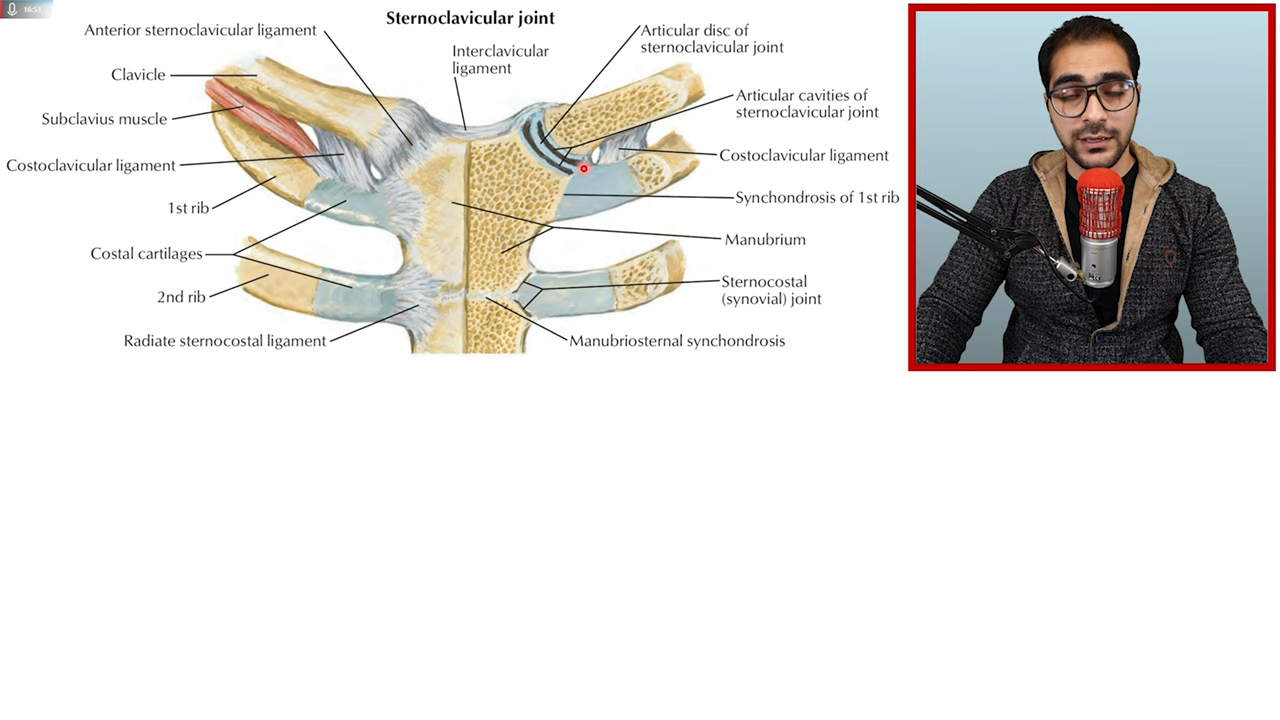 16:51
Sternoclavicular joint
Anterior sternoclavicular ligament
Clavicle
Subclavius muscle
Costoclavicular ligament
1st rib
Costal cartilages
2nd rib
Radiate sternocostal ligament
Interclavicular
ligament
Articular disc of
sternoclavicular joint
Articular cavities of
sternoclavicular joint
Costoclavicular ligament
Synchondrosis of 1st rib
Manubrium
Sternocostal
(synovial) joint
Manubriosternal synchondrosis